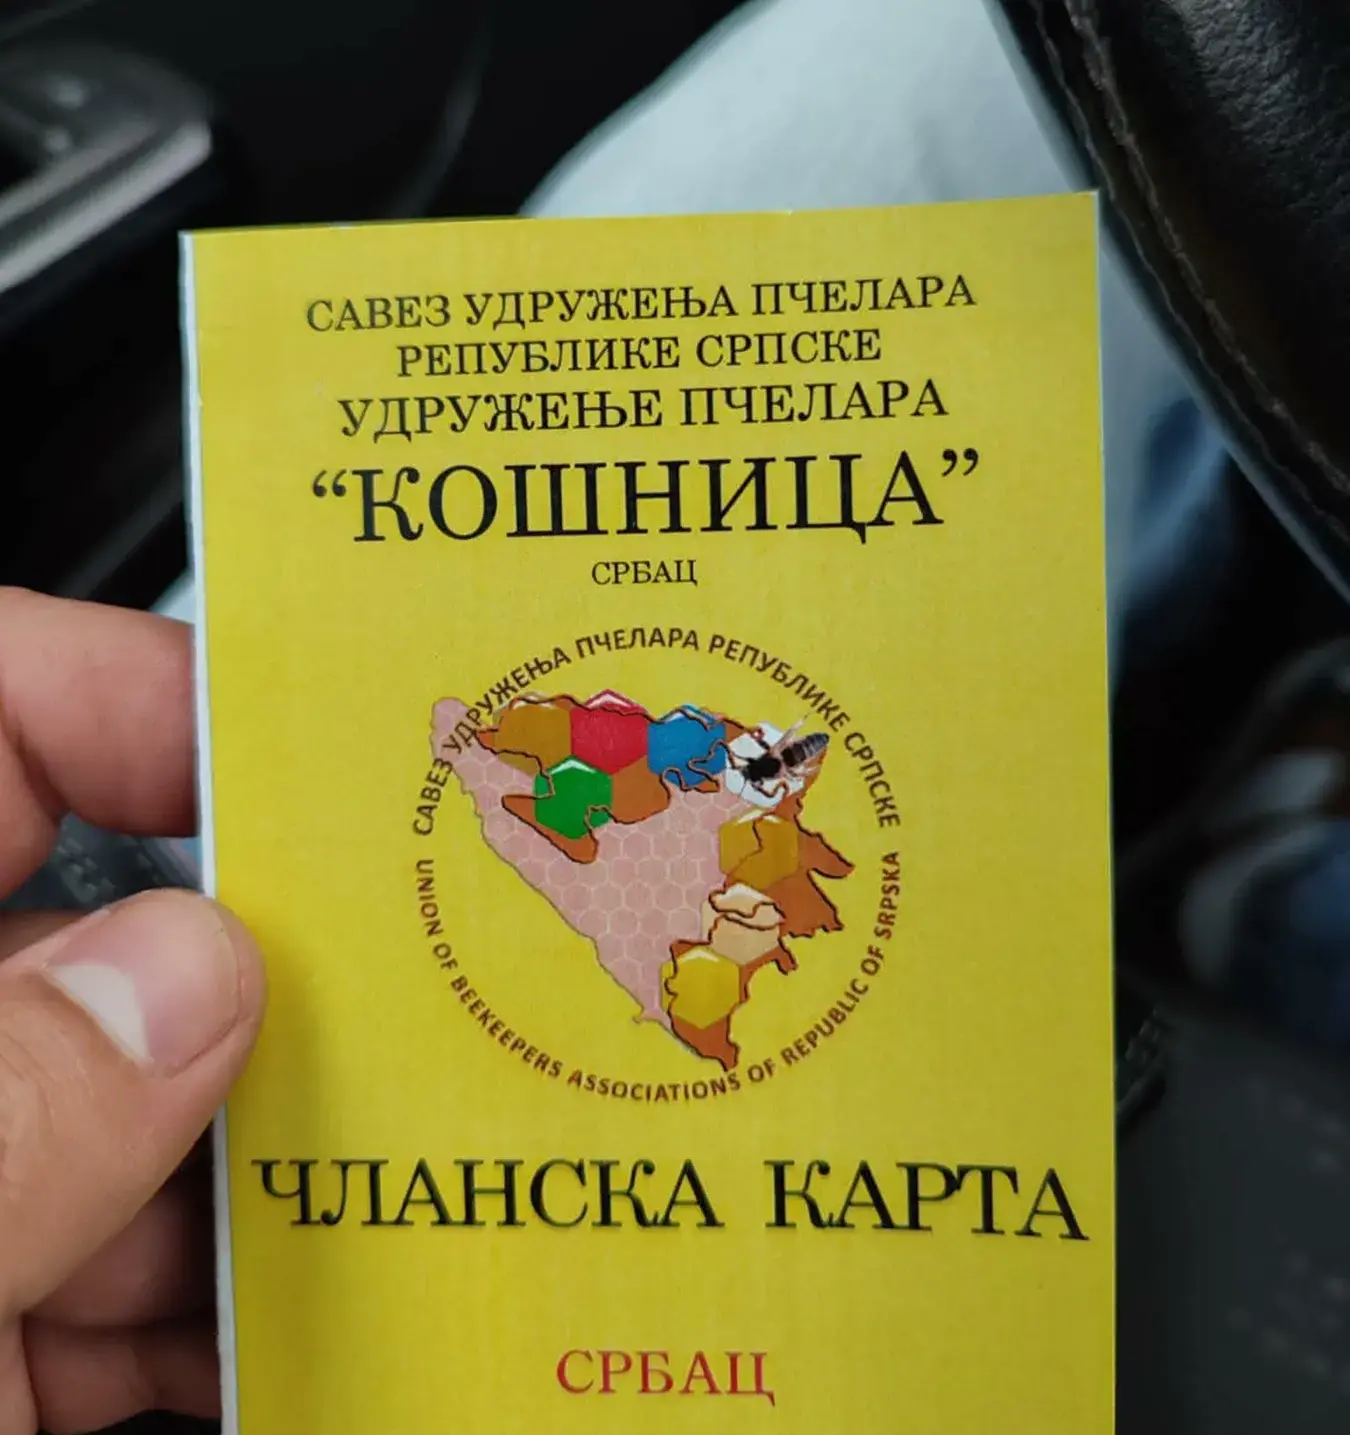 САВЕЗ УДРУЖЕЊА ПЧЕЛАРА
РЕПУБЛИКЕ СРПСКЕ
УДРУЖЕЊЕ ПЧЕЛАРА
“КОШНИЦА”
СРБАЦ
САВЕЗ УДРУЖЕЊА ПЧЕЛАРА РЕПУБЛИКЕ СРПСКЕ
UNION OF BEEKEEPERS ASSOCIATIONS OF REPUBLIC OF SRPSKA
ЧЛАНСКА КАРТА
СРБАЦ